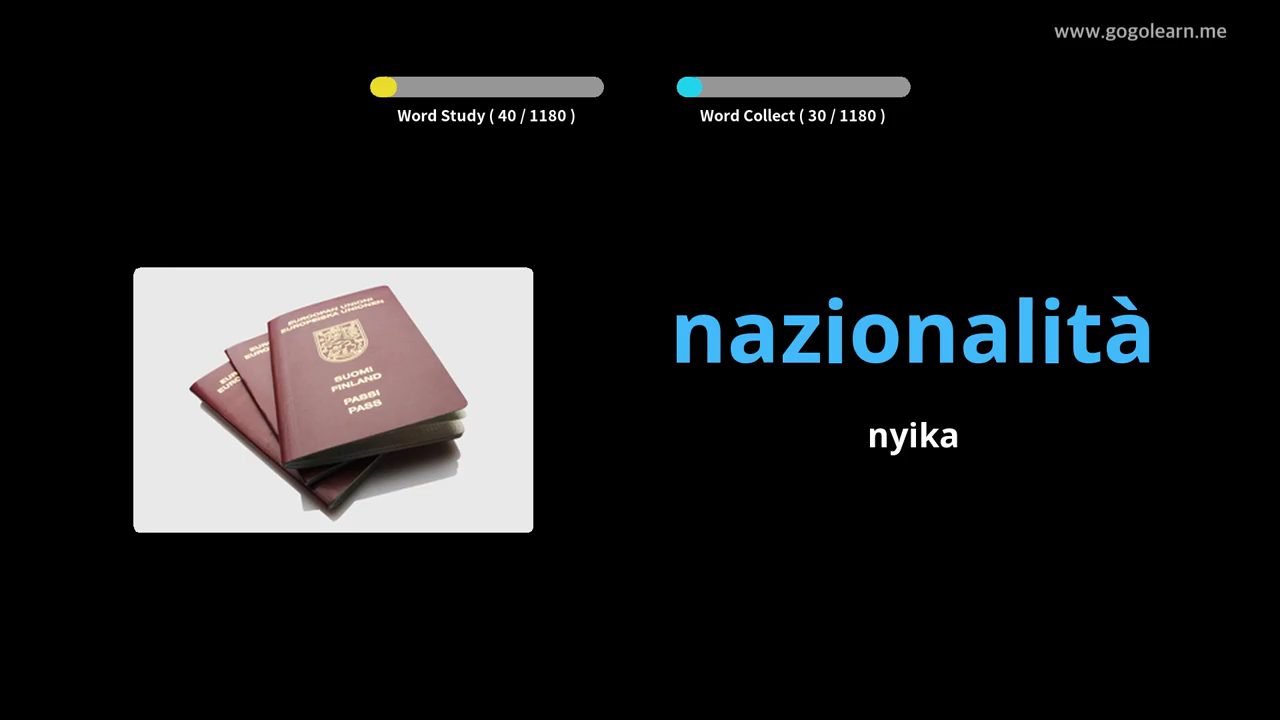 www.gogolearn.me
Word Study ( 40 / 1180 )
Word Collect ( 30 / 1180 )
nazionalità
nyika
EUROOPAN UNIONI
EUROPEISKA UNIONEN
SUOMI
FINLAND
PASSI
PASS